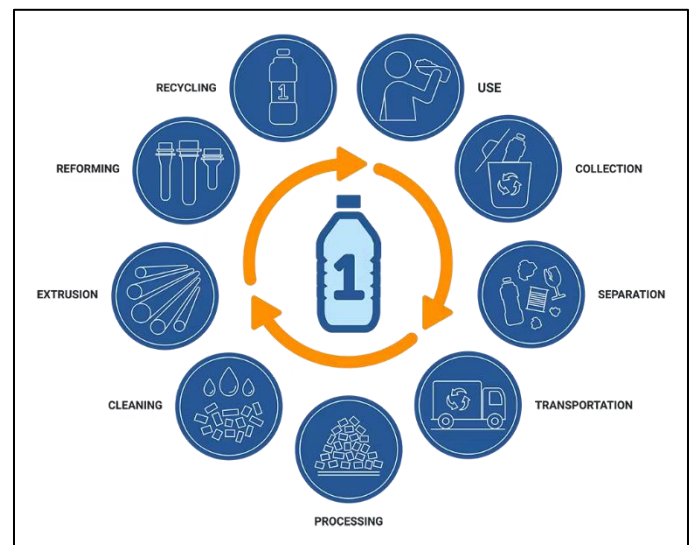 RECYCLING
1
USE
REFORMING
COLLECTION
1
EXTRUSION
SEPARATION
CLEANING
TRANSPORTATION
PROCESSING